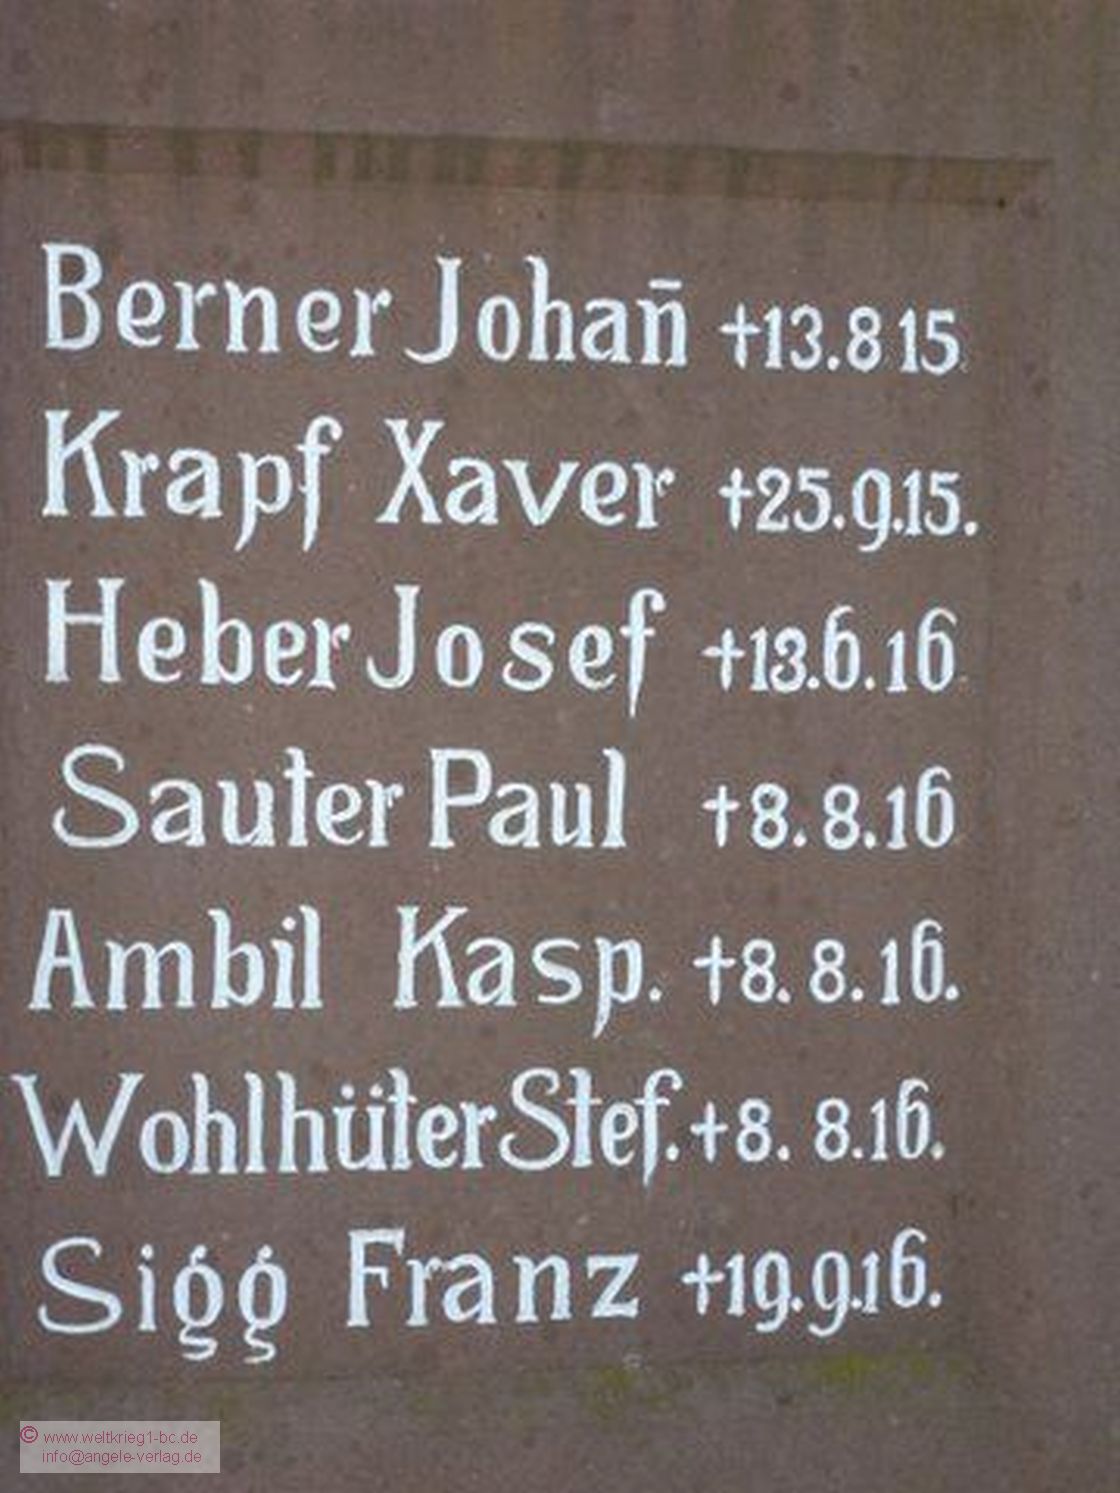 Berner Johan̄ †13.8 15.
Krapf Xaver †25.9.15.
Heber Josef †13.6.16.
Sauter Paul †8.8.16
Ambil Kasp. †8.8.16.
Wohlhüter Stef. †8.8.16.
Sigg Franz †19.9.16.
© www.weltkrieg1-bc.de
info@angele-verlag.de